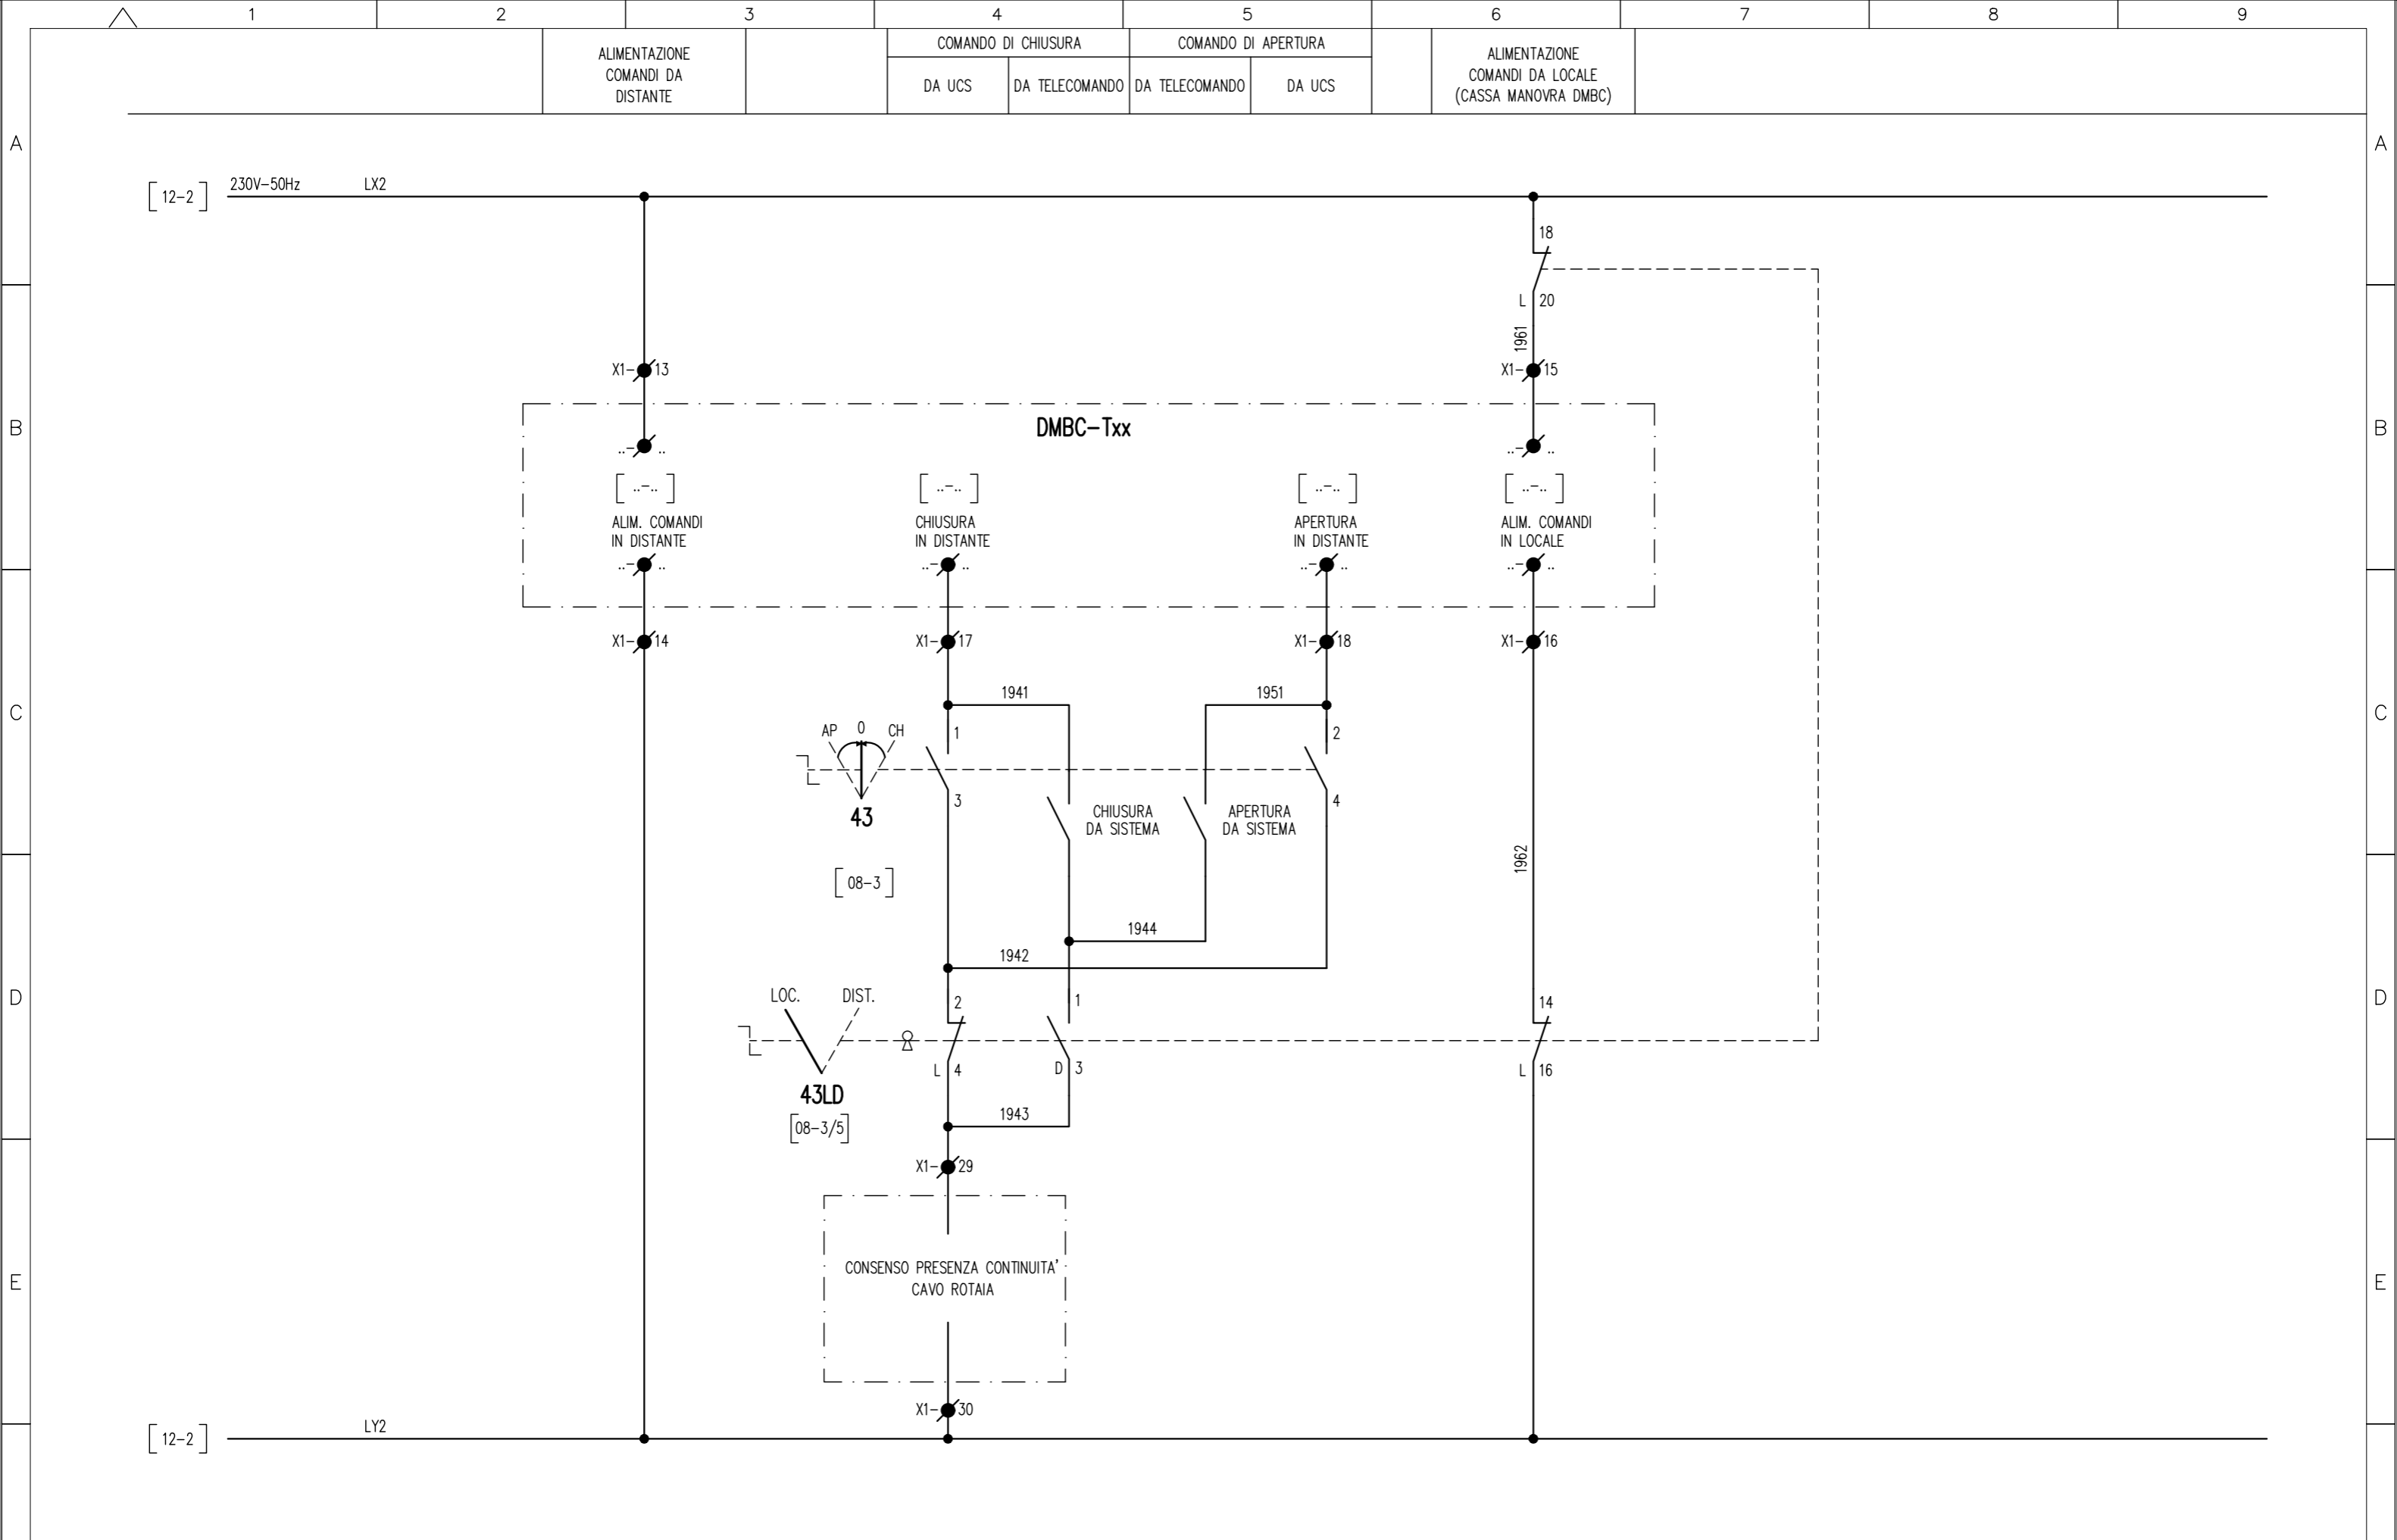 1 2 3 4 5 6 7 8 9
ALIMENTAZIONE
COMANDI DA
DISTANTE
COMANDO DI CHIUSURA
COMANDO DI APERTURA
DA UCS
DA TELECOMANDO
DA TELECOMANDO
DA UCS
ALIMENTAZIONE
COMANDI DA LOCALE
(CASSA MANOVRA DMBC)
A
A
12-2
230V-50Hz
LX2
18
L 20
1961
X1- 13
X1- 15
B
B
DMBC-Txx
..- ..
..- ..
..-..
..-..
..-..
..-..
ALIM. COMANDI
IN DISTANTE
CHIUSURA
IN DISTANTE
APERTURA
IN DISTANTE
ALIM. COMANDI
IN LOCALE
..- ..
..- ..
..- ..
..- ..
X1- 14
X1- 17
X1- 18
X1- 16
1941
1951
C
C
AP 0 CH
1
2
3
4
43
CHIUSURA
DA SISTEMA
APERTURA
DA SISTEMA
1962
08-3
1944
1942
D
D
LOC. DIST.
2
1
14
L 4
D 3
L 16
43LD
08-3/5
1943
X1- 29
CONSENSO PRESENZA CONTINUITA'
CAVO ROTAIA
E
E
X1- 30
12-2
LY2